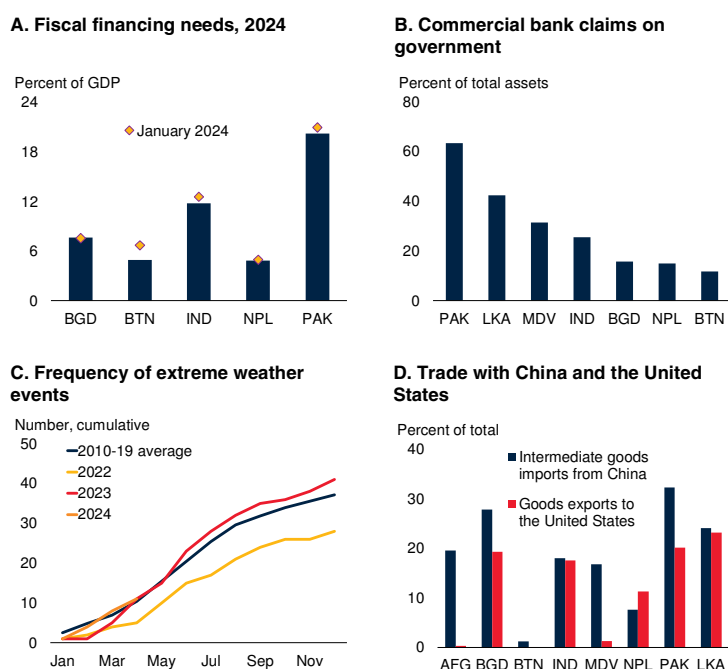 A. Fiscal financing needs, 2024
Percent of GDP
24
18
12
6
0
January 2024
BGD BTN IND NPL PAK
B. Commercial bank claims on
government
Percent of total assets
80
60
40
20
0
PAK LKA MDV IND BGD NPL BTN
C. Frequency of extreme weather
events
Number, cumulative
50
40
30
20
10
0
2010-19 average
2022
2023
2024
Jan Mar May Jul Sep Nov
D. Trade with China and the United
States
Percent of total
40
30
20
10
0
Intermediate goods
imports from China
Goods exports to
the United States
AFG BGD BTN IND MDV NPL PAK LKA